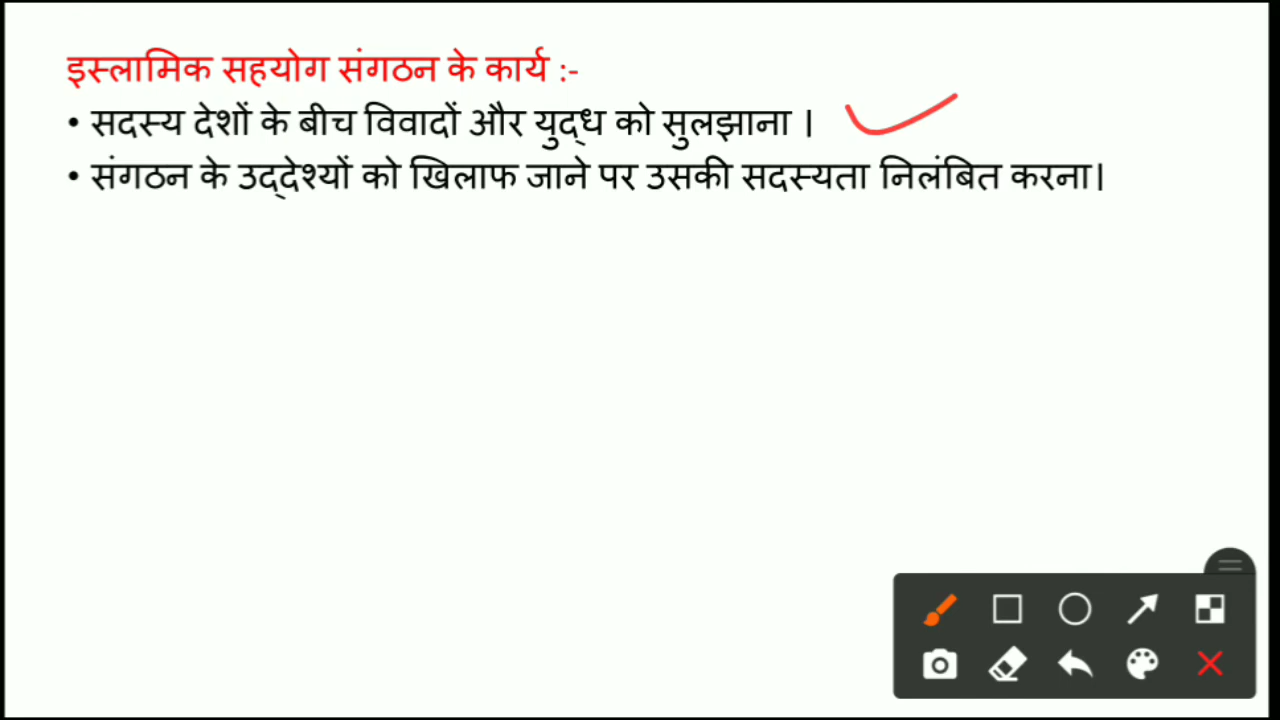 इस्लामिक सहयोग संगठन के कार्य :-
• सदस्य देशों के बीच विवादों और युद्ध को सुलझाना ।
• संगठन के उद्देश्यों को खिलाफ जाने पर उसकी सदस्यता निलंबित करना।